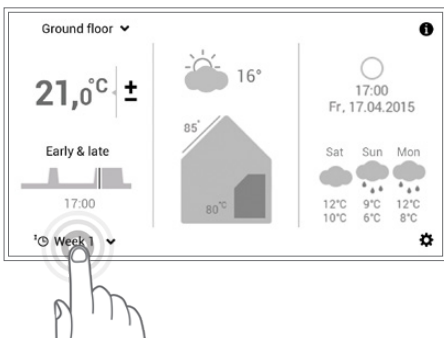 Ground floor
21,0°C ±
Early & late
17:00
¹ Week 1
16°
85°
80°C
17:00
Fr, 17.04.2015
Sat Sun Mon
12°C 9°C 12°C
10°C 6°C 8°C